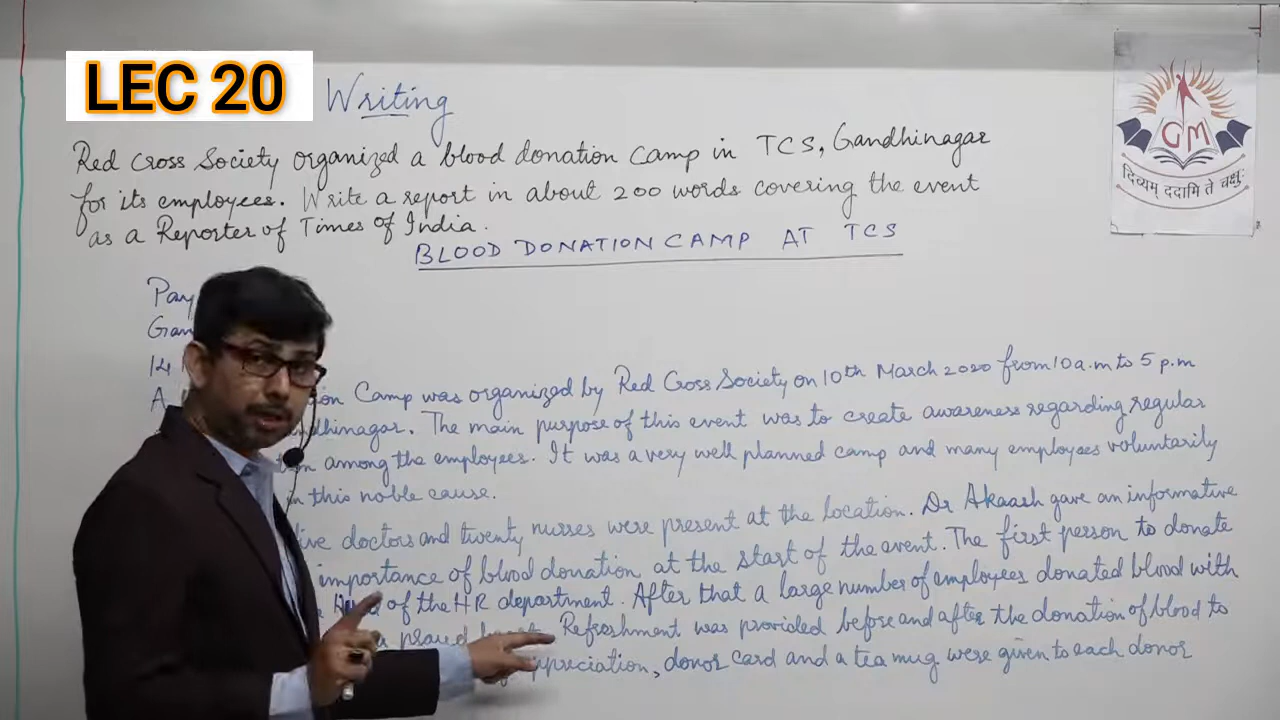 LEC 20
Writing
Red Cross Society organized a blood donation camp in TCS, Gandhinagar
for its employees. Write a report in about 200 words covering the event
as a Reporter of Times of India.
BLOOD DONATION CAMP AT TCS
GM
दिव्यम् ददामि ते चक्षुः
Pay
Gan
14
A Camp was organized by Red Cross Society on 10th March 2020 from 10 a.m to 5 p.m
ndhinagar. The main purpose of this event was to create awareness regarding regular
among the employees. It was a very well planned camp and many employees voluntarily
in this noble cause.
doctors and twenty nurses were present at the location. Dr Akaash gave an informative
importance of blood donation at the start of the event. The first person to donate
of the HR department. After that a large number of employees donated blood with
a proud Refreshment was provided before and after the donation of blood to
ppreciation, donor card and a tea mug were given to each donor